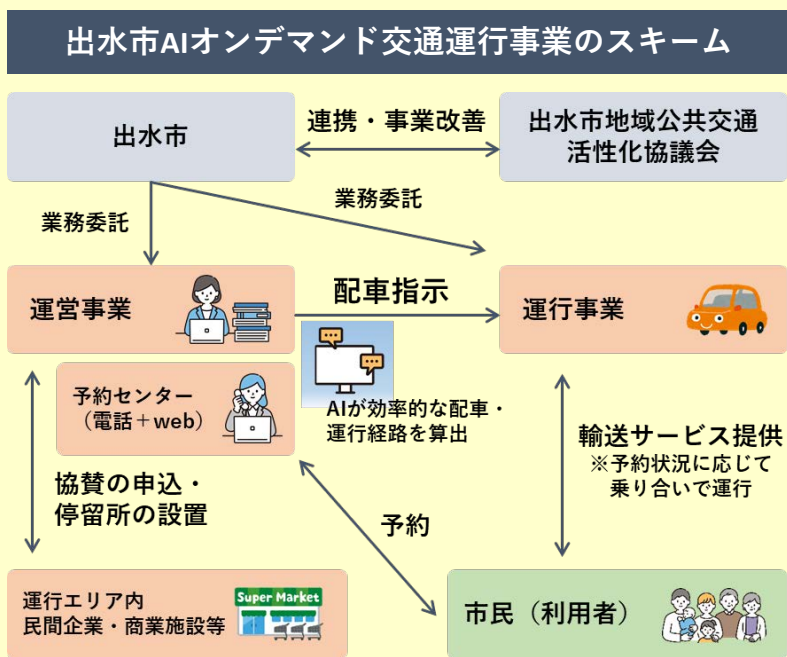 出水市AIオンデマンド交通運行事業のスキーム
出水市
連携・事業改善
出水市地域公共交通
活性化協議会
業務委託
業務委託
運営事業
配車指示
運行事業
予約センター
（電話＋web）
AIが効率的な配車・
運行経路を算出
輸送サービス提供
※予約状況に応じて
乗り合いで運行
協賛の申込・
停留所の設置
予約
運行エリア内
民間企業・商業施設等
Super Market
市民（利用者）